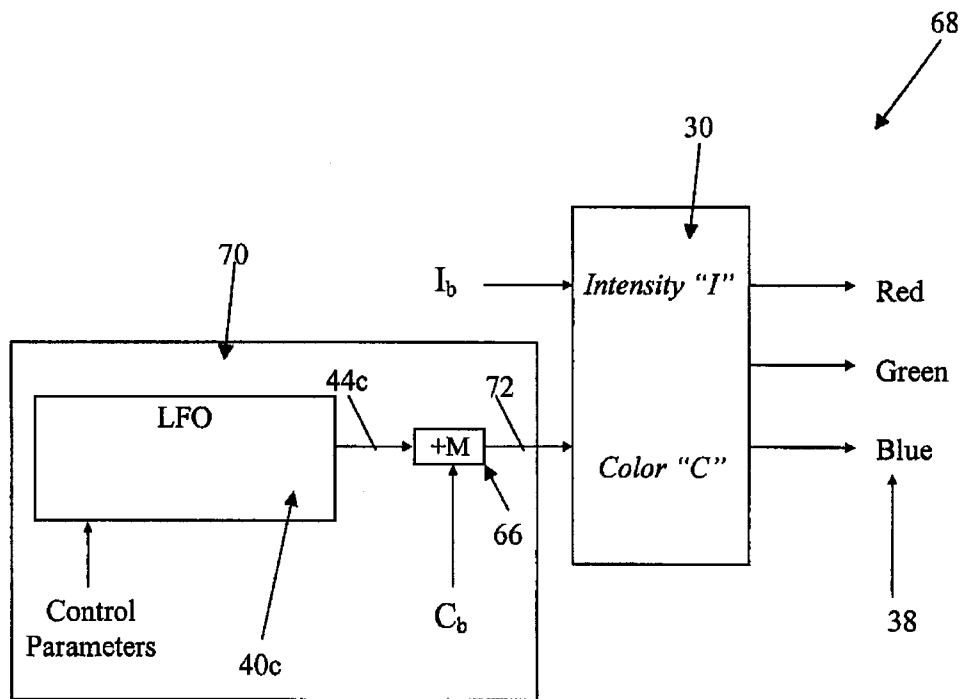 68
30
70
I_b
Intensity "I"
Red
Green
LFO
44c
72
+M
Color "C"
Blue
66
Control
Parameters
40c
C_b
38